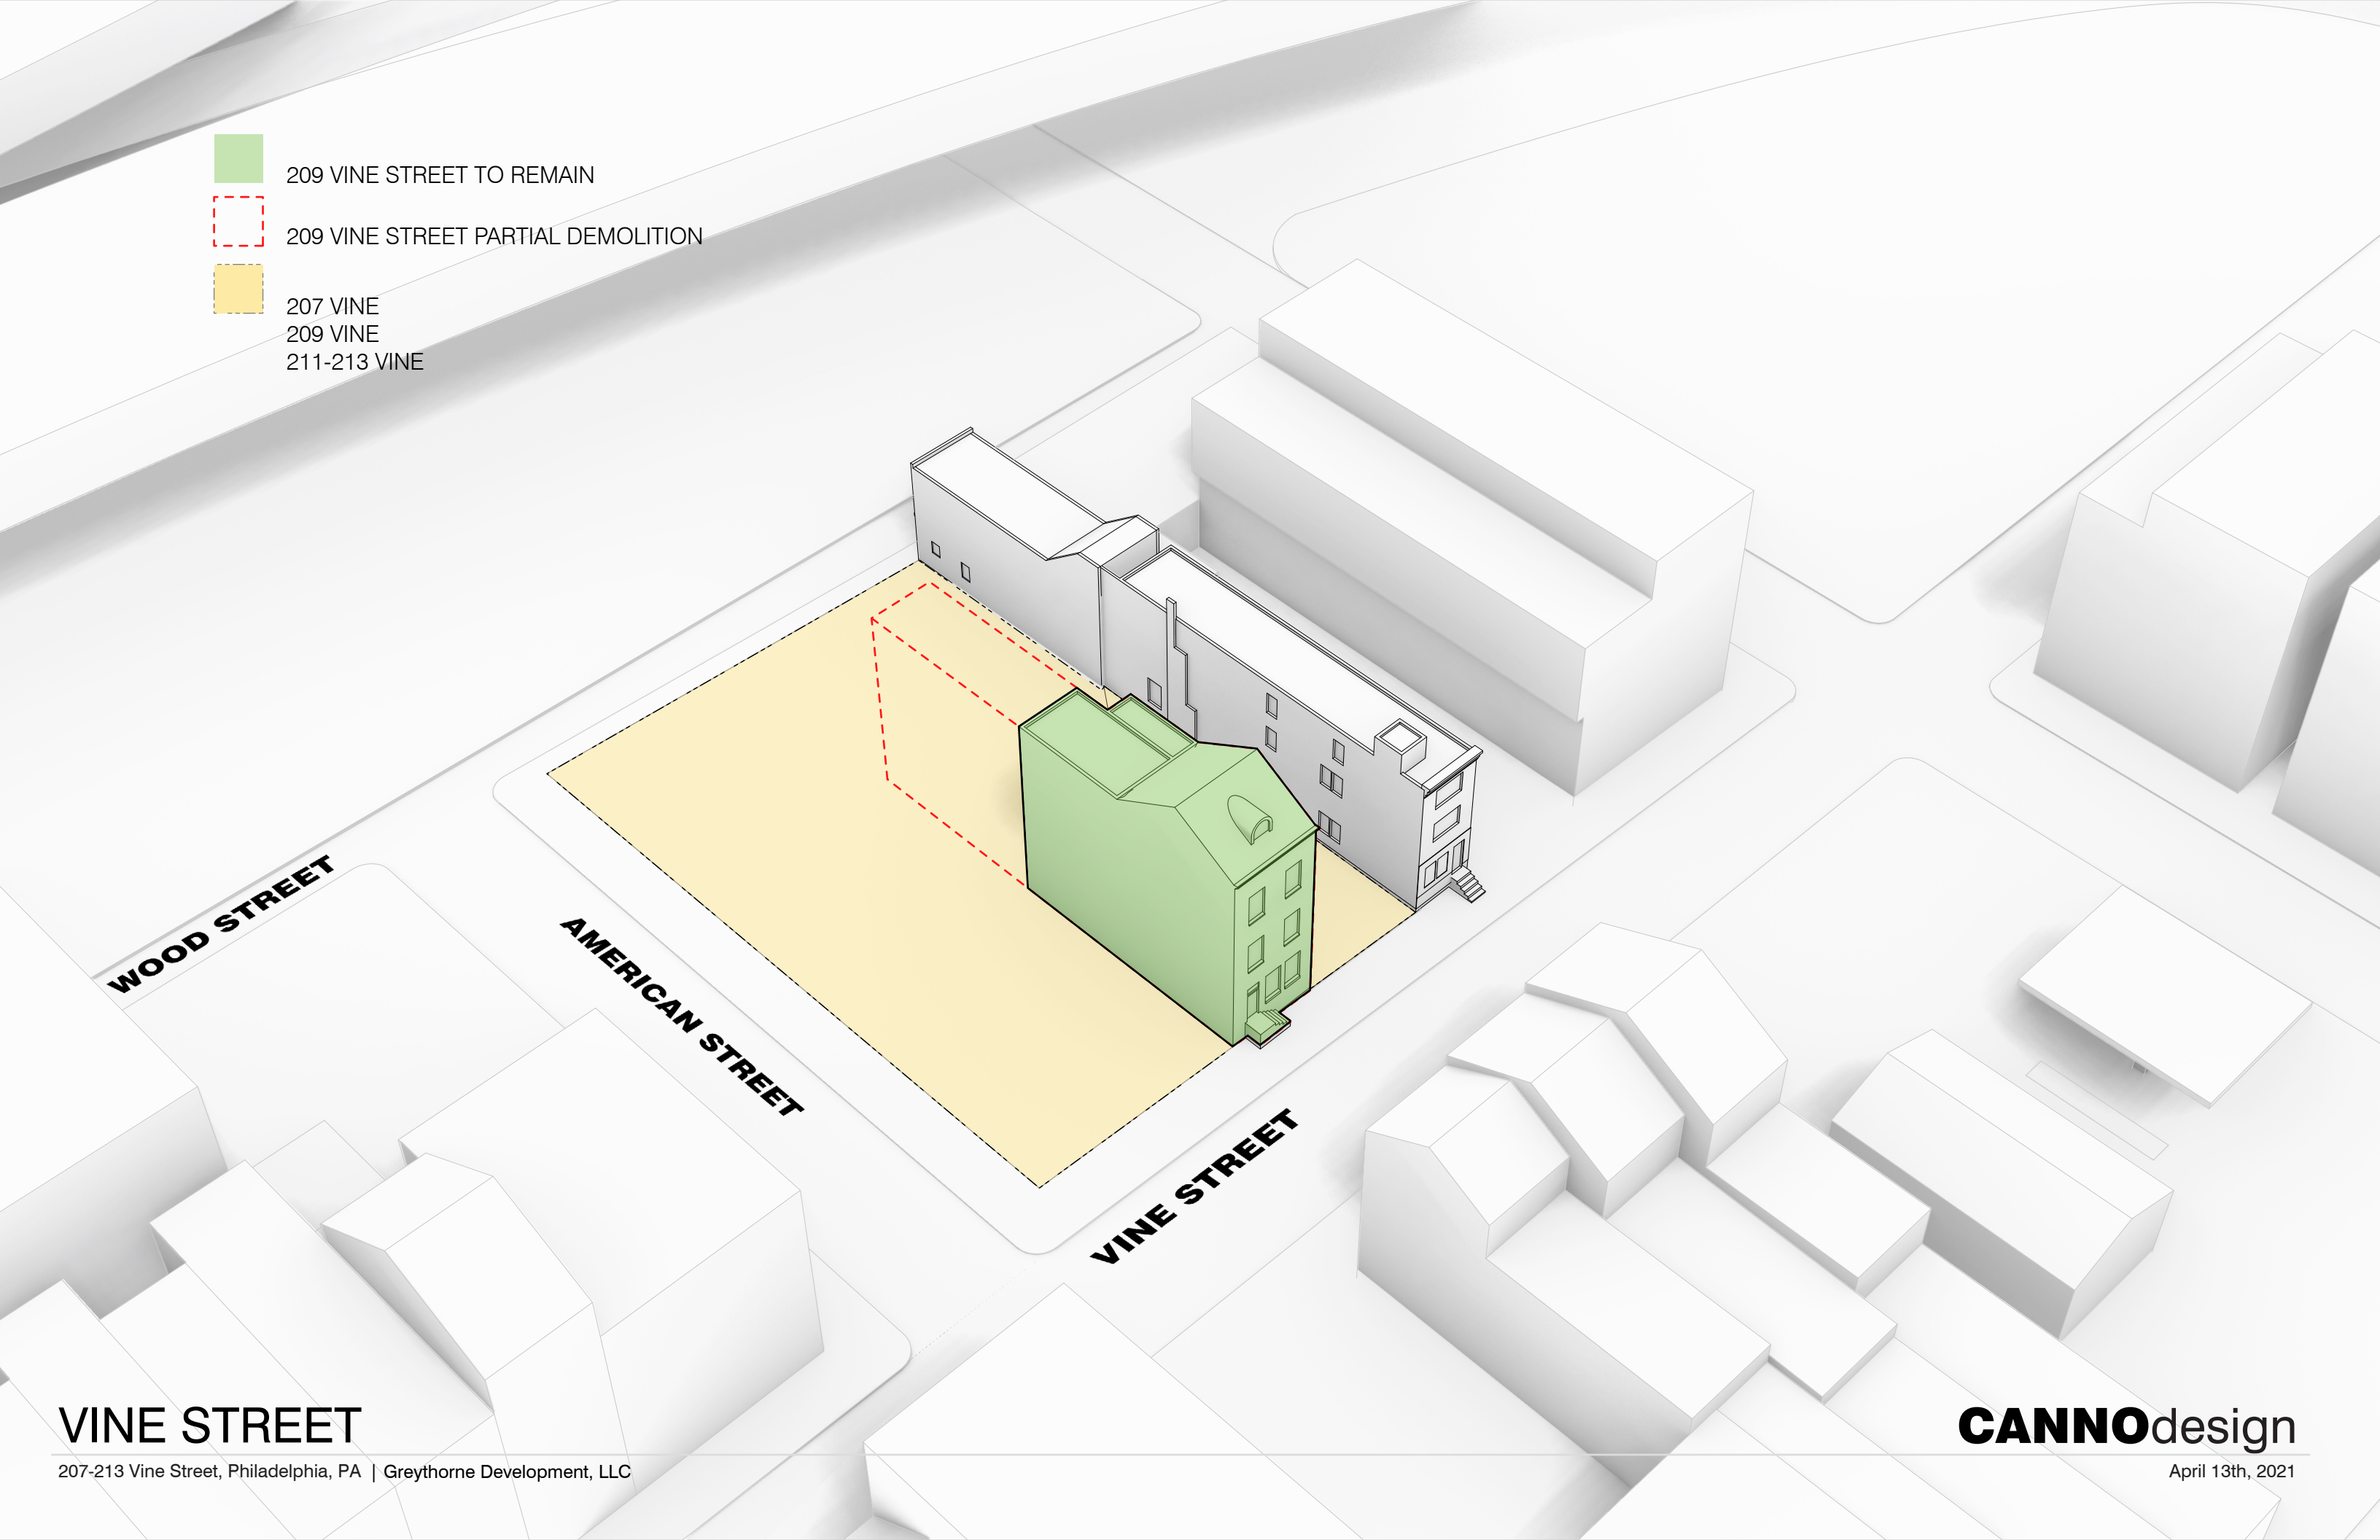 209 VINE STREET TO REMAIN
209 VINE STREET PARTIAL DEMOLITION
207 VINE
209 VINE
211-213 VINE
WOOD STREET
AMERICAN STREET
VINE STREET
VINE STREET
207-213 Vine Street, Philadelphia, PA | Greythorne Development, LLC
CANNOdesign
April 13th, 2021